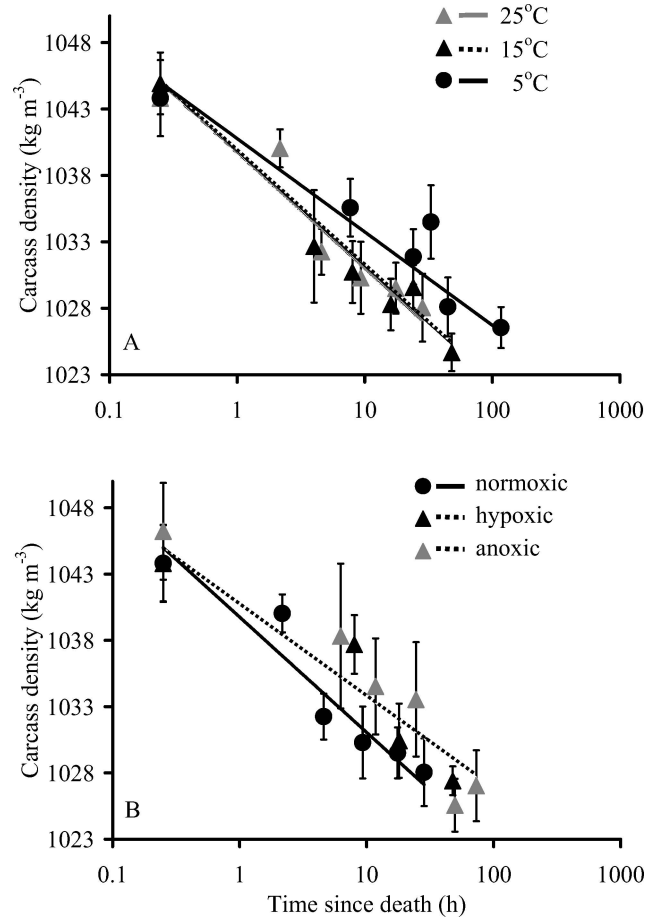 25°C
15°C
5°C
1048
1043
1038
1033
1028
1023
Carcass density (kg m⁻³)
A
0.1 1 10 100 1000
normoxic
hypoxic
anoxic
1048
1043
1038
1033
1028
1023
Carcass density (kg m⁻³)
B
0.1 1 10 100 1000
Time since death (h)